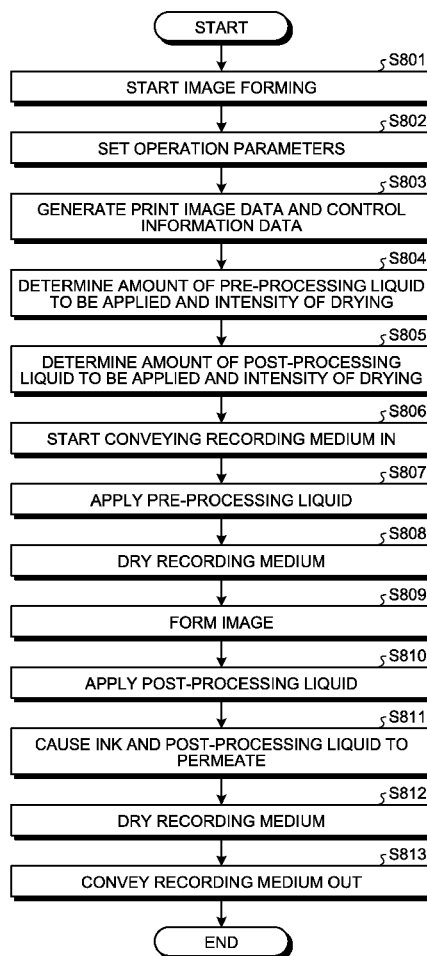 START
S801
START IMAGE FORMING
S802
SET OPERATION PARAMETERS
S803
GENERATE PRINT IMAGE DATA AND CONTROL
INFORMATION DATA
S804
DETERMINE AMOUNT OF PRE-PROCESSING LIQUID
TO BE APPLIED AND INTENSITY OF DRYING
S805
DETERMINE AMOUNT OF POST-PROCESSING
LIQUID TO BE APPLIED AND INTENSITY OF DRYING
S806
START CONVEYING RECORDING MEDIUM IN
S807
APPLY PRE-PROCESSING LIQUID
S808
DRY RECORDING MEDIUM
S809
FORM IMAGE
S810
APPLY POST-PROCESSING LIQUID
S811
CAUSE INK AND POST-PROCESSING LIQUID TO
PERMEATE
S812
DRY RECORDING MEDIUM
S813
CONVEY RECORDING MEDIUM OUT
END